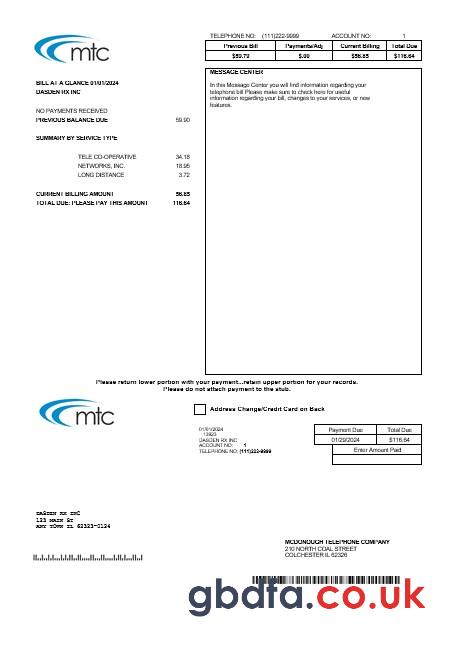 mtc
TELEPHONE NO: (111)222-9999 ACCOUNT NO: 1
Previous Bill Payments/Adj Current Billing Total Due
$59.79 $.00 $56.85 $116.64
BILL AT A GLANCE 01/01/2024
DASDEN RX INC
NO PAYMENTS RECEIVED
PREVIOUS BALANCE DUE 59.90
SUMMARY BY SERVICE TYPE
TELE CO-OPERATIVE 34.18
NETWORKS, INC. 18.95
LONG DISTANCE 3.72
CURRENT BILLING AMOUNT 56.85
TOTAL DUE: PLEASE PAY THIS AMOUNT 116.64
MESSAGE CENTER
In this Message Center you will find information regarding your
telephone bill Please make sure to check here for useful
information regarding your bill, changes to your services, or new
features.
Please return lower portion with your payment...retain upper portion for your records.
Please do not attach payment to the stub.
mtc
Address Change/Credit Card on Back
01/01/2024
13923
DASDEN RX INC
ACCOUNT NO: 1
TELEPHONE NO: (111)222-9999
Payment Due Total Due
01/29/2024 $116.64
Enter Amount Paid
DASDEN RX INC
123 MAIN ST
ANY TOWN IL 62323-0124
MCDONOUGH TELEPHONE COMPANY
210 NORTH COAL STREET
COLCHESTER IL 62326
gbdfa.co.uk